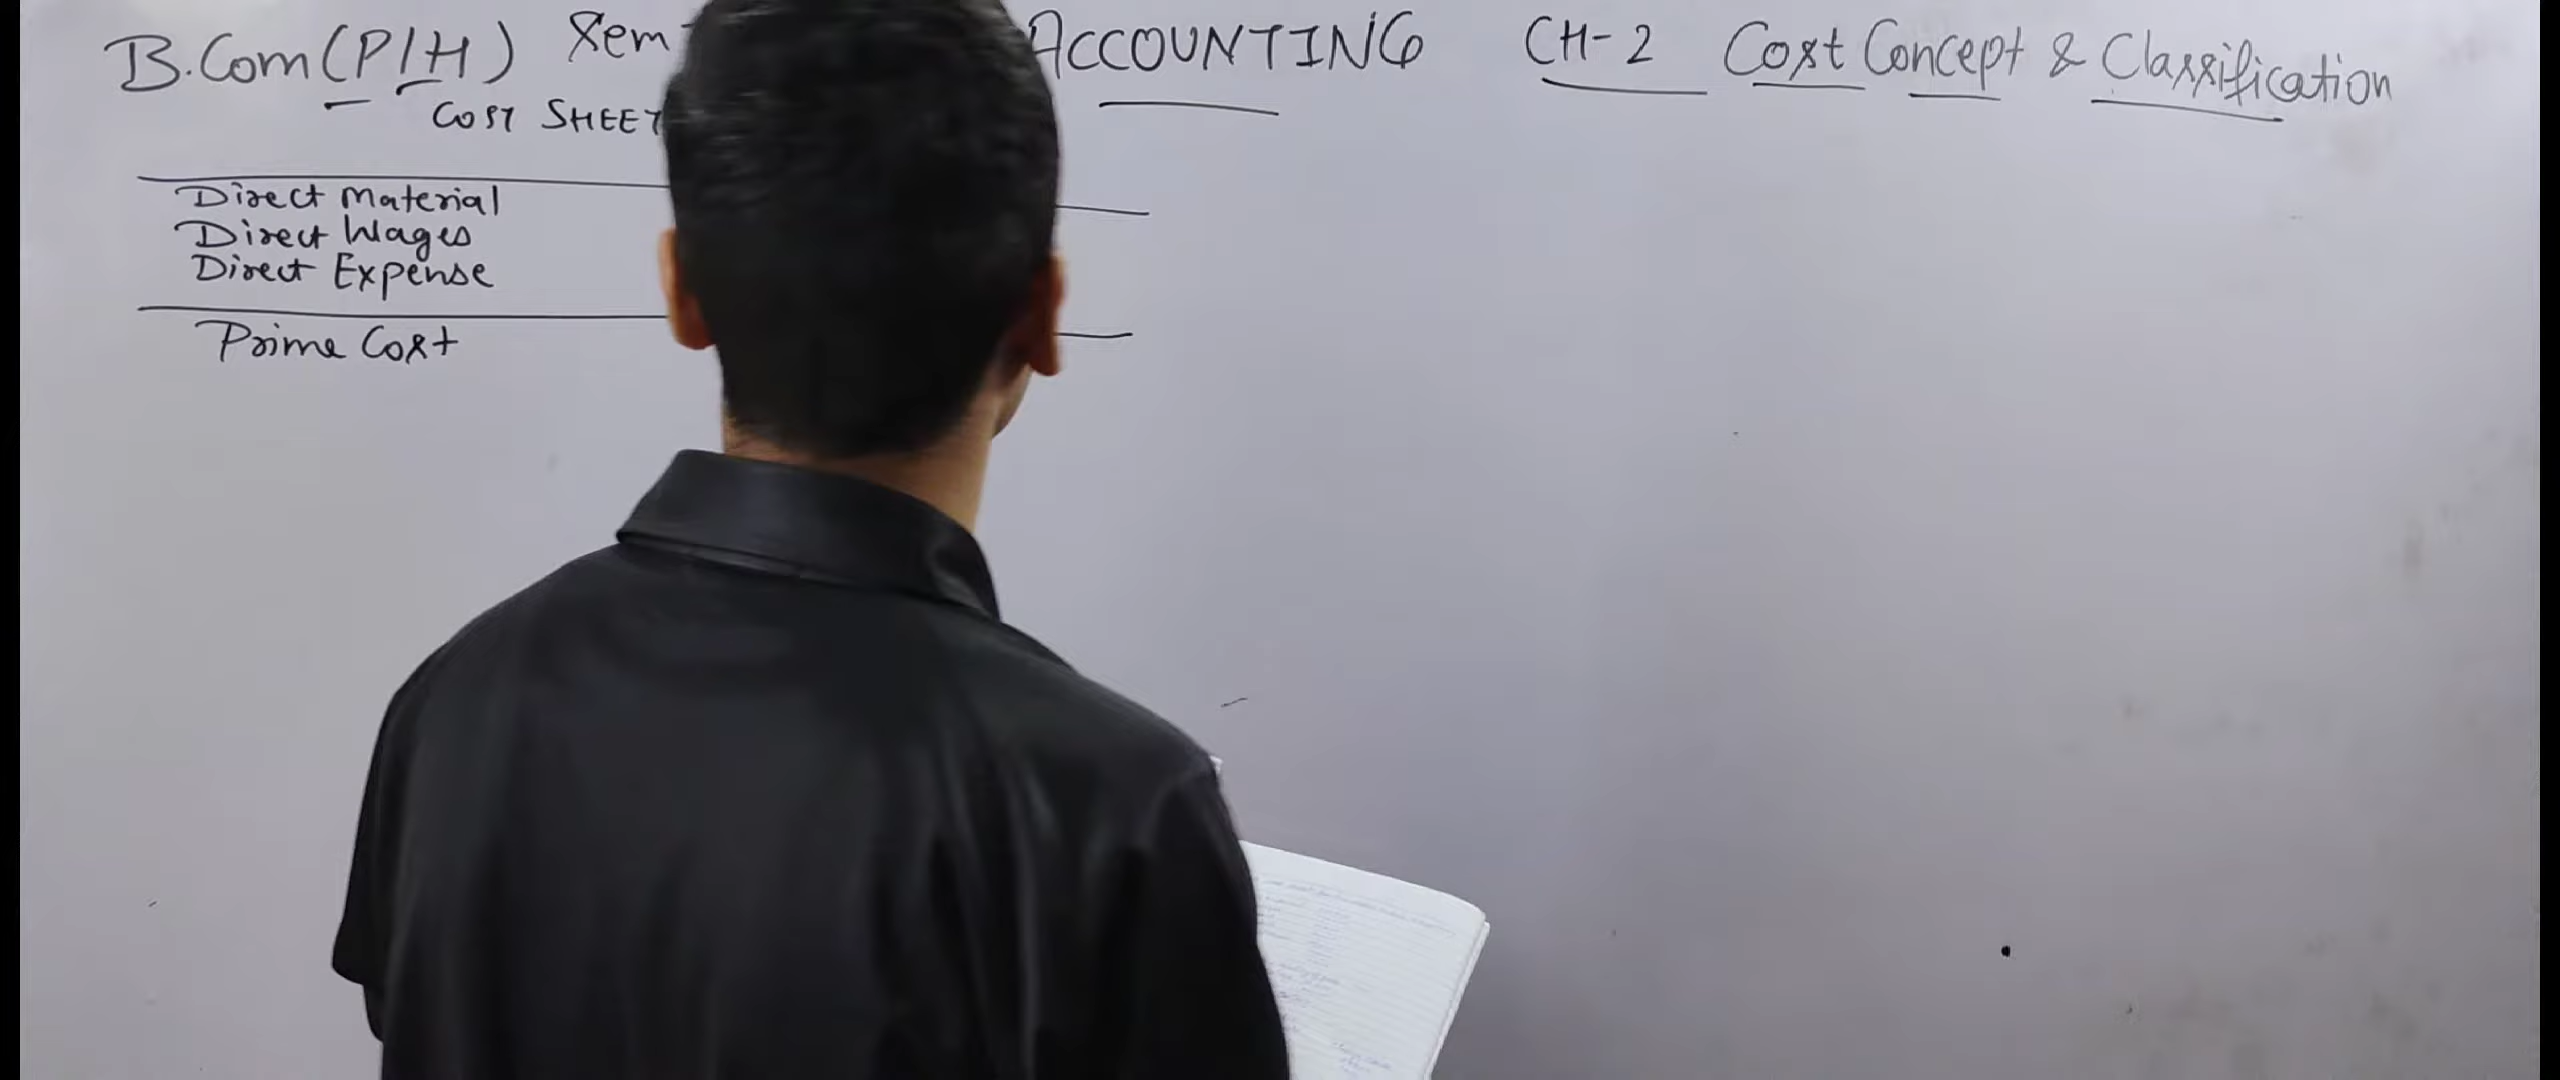 B.Com (P/H) Sem ACCOUNTING CH-2 Cost Concept & Classification
COST SHEET
Direct Material
Direct Wages
Direct Expense
Prime Cost